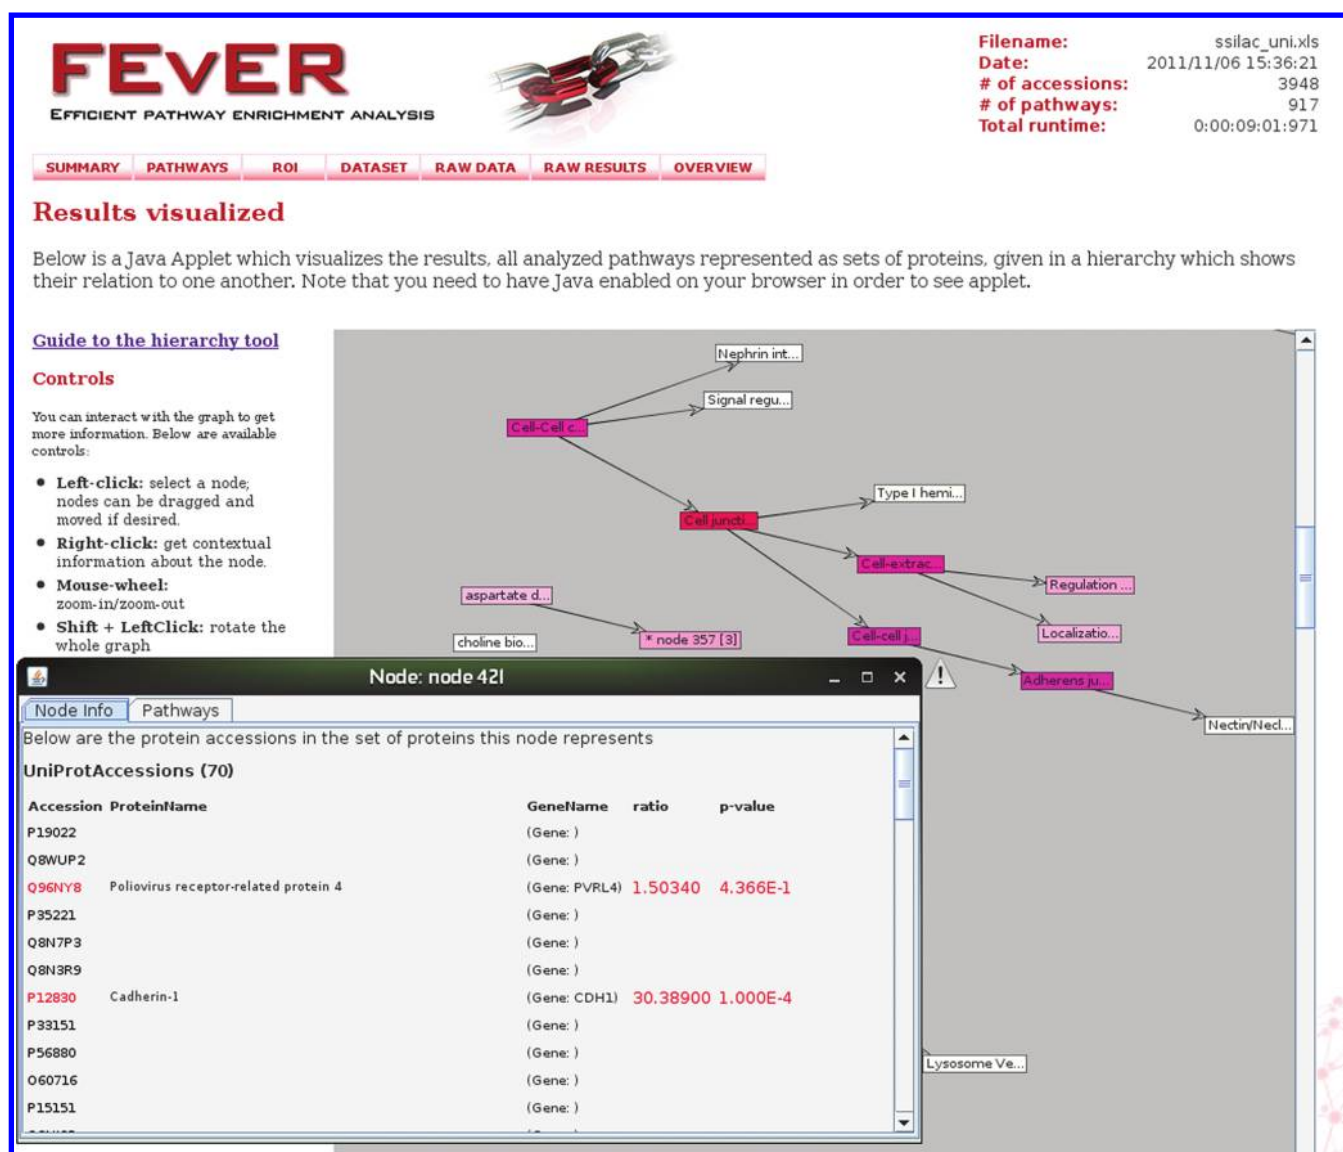 FEvER
EFFICIENT PATHWAY ENRICHMENT ANALYSIS
Filename: ssilac_uni.xls
Date: 2011/11/06 15:36:21
# of accessions: 3948
# of pathways: 917
Total runtime: 0:00:09:01:971
SUMMARY PATHWAYS ROI DATASET RAW DATA RAW RESULTS OVERVIEW
Results visualized
Below is a Java Applet which visualizes the results, all analyzed pathways represented as sets of proteins, given in a hierarchy which shows
their relation to one another. Note that you need to have Java enabled on your browser in order to see applet.
Guide to the hierarchy tool
Controls
You can interact with the graph to get
more information. Below are available
controls:
• Left-click: select a node;
nodes can be dragged and
moved if desired.
• Right-click: get contextual
information about the node.
• Mouse-wheel:
zoom-in/zoom-out
• Shift + LeftClick: rotate the
whole graph
Nephrin int...
Signal regu...
Cell-Cell c...
Type I hemi...
Cell juncti...
Cell-extrac...
Regulation ...
aspartate d...
Localizatio...
choline bio...
* node 357 [3]
Cell-cell j...
Adherens ju...
Nectin/Necl...
Lysosome Ve...
Node: node 421
Node Info Pathways
Below are the protein accessions in the set of proteins this node represents
UniProtAccessions (70)
Accession ProteinName GeneName ratio p-value
P19022 (Gene: )
Q8WUP2 (Gene: )
Q96NY8 Poliovirus receptor-related protein 4 (Gene: PVRL4) 1.50340 4.366E-1
P35221 (Gene: )
Q8N7P3 (Gene: )
Q8N3R9 (Gene: )
P12830 Cadherin-1 (Gene: CDH1) 30.38900 1.000E-4
P33151 (Gene: )
P56880 (Gene: )
O60716 (Gene: )
P15151 (Gene: )